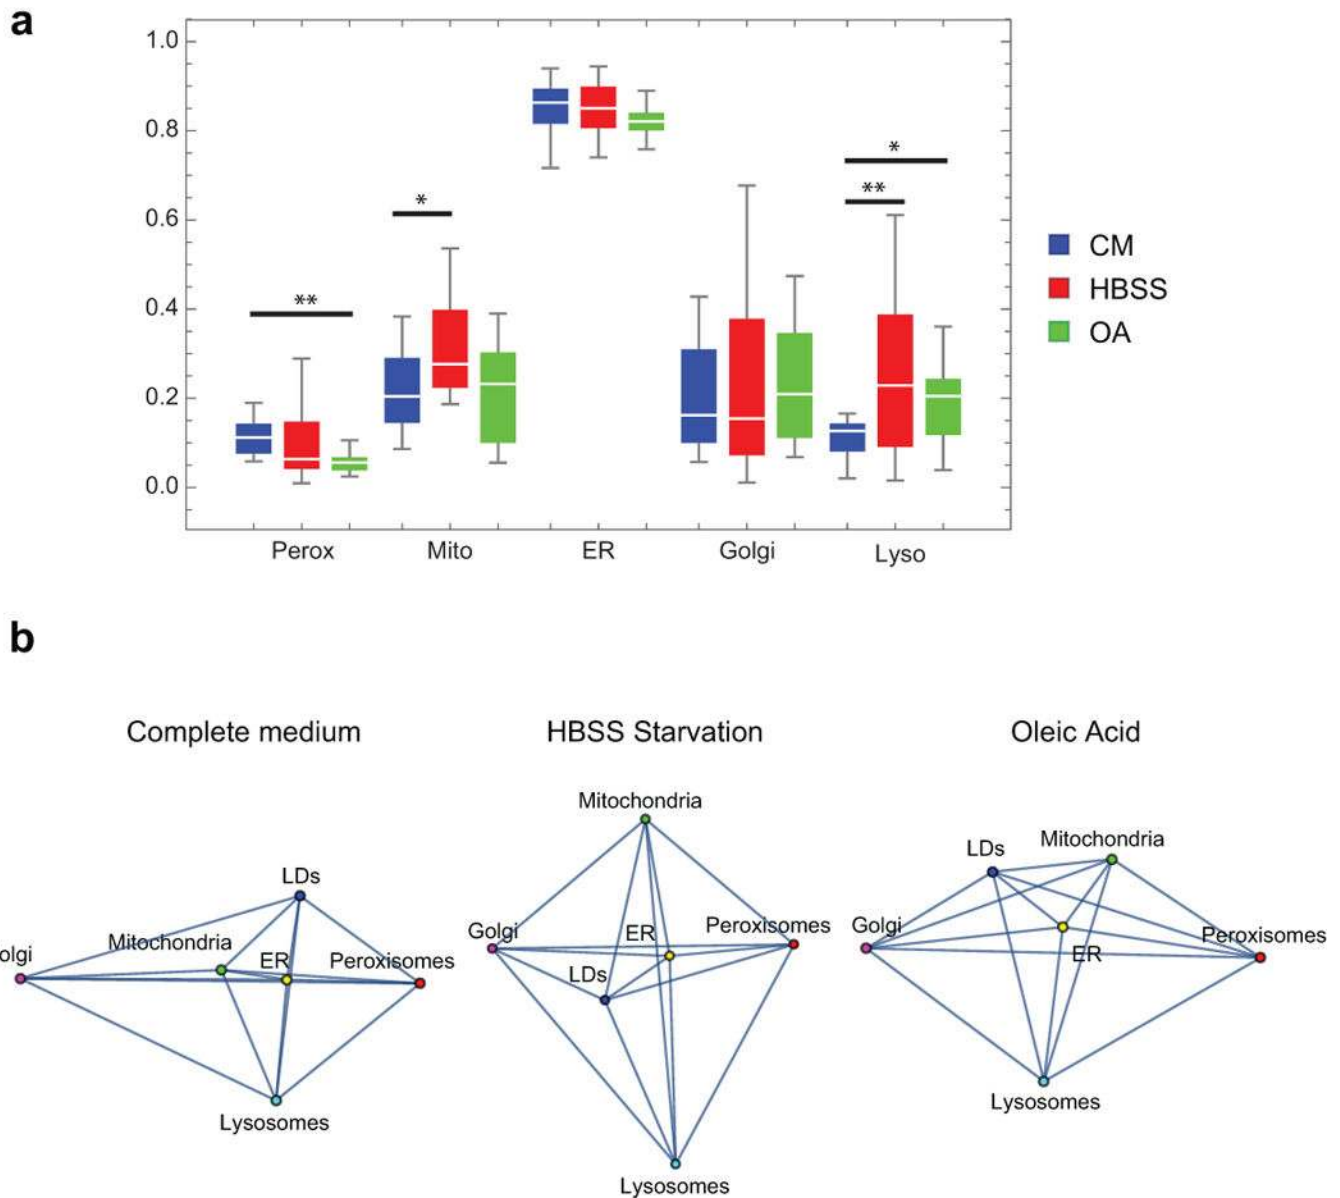 a
1.0
0.8
0.6
0.4
0.2
0.0
**
*
*
**
Perox Mito ER Golgi Lyso
CM
HBSS
OA
b
Complete medium HBSS Starvation Oleic Acid
LDs
Mitochondria
olgi
ER
Peroxisomes
Lysosomes
Mitochondria
Golgi
ER
Peroxisomes
LDs
Lysosomes
LDs
Mitochondria
Golgi
ER
Peroxisomes
Lysosomes